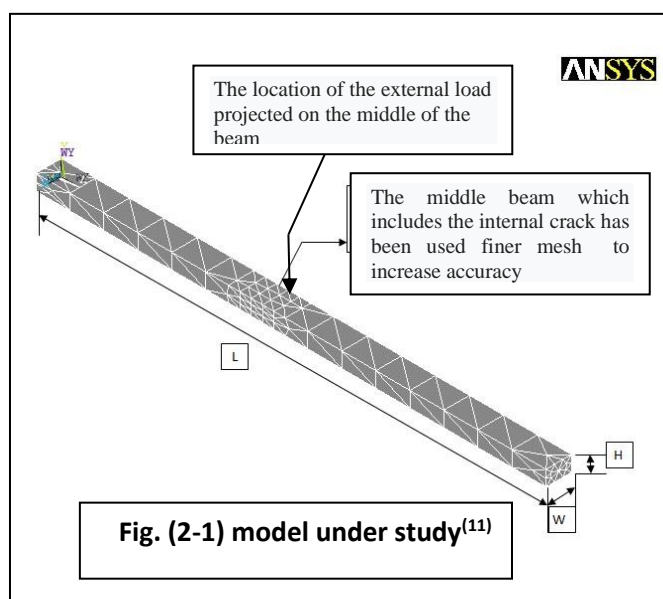 ANSYS
The location of the external load
projected on the middle of the
beam
WY
The middle beam which
includes the internal crack has
been used finer mesh to
increase accuracy
L
H
W
Fig. (2-1) model under study(11)